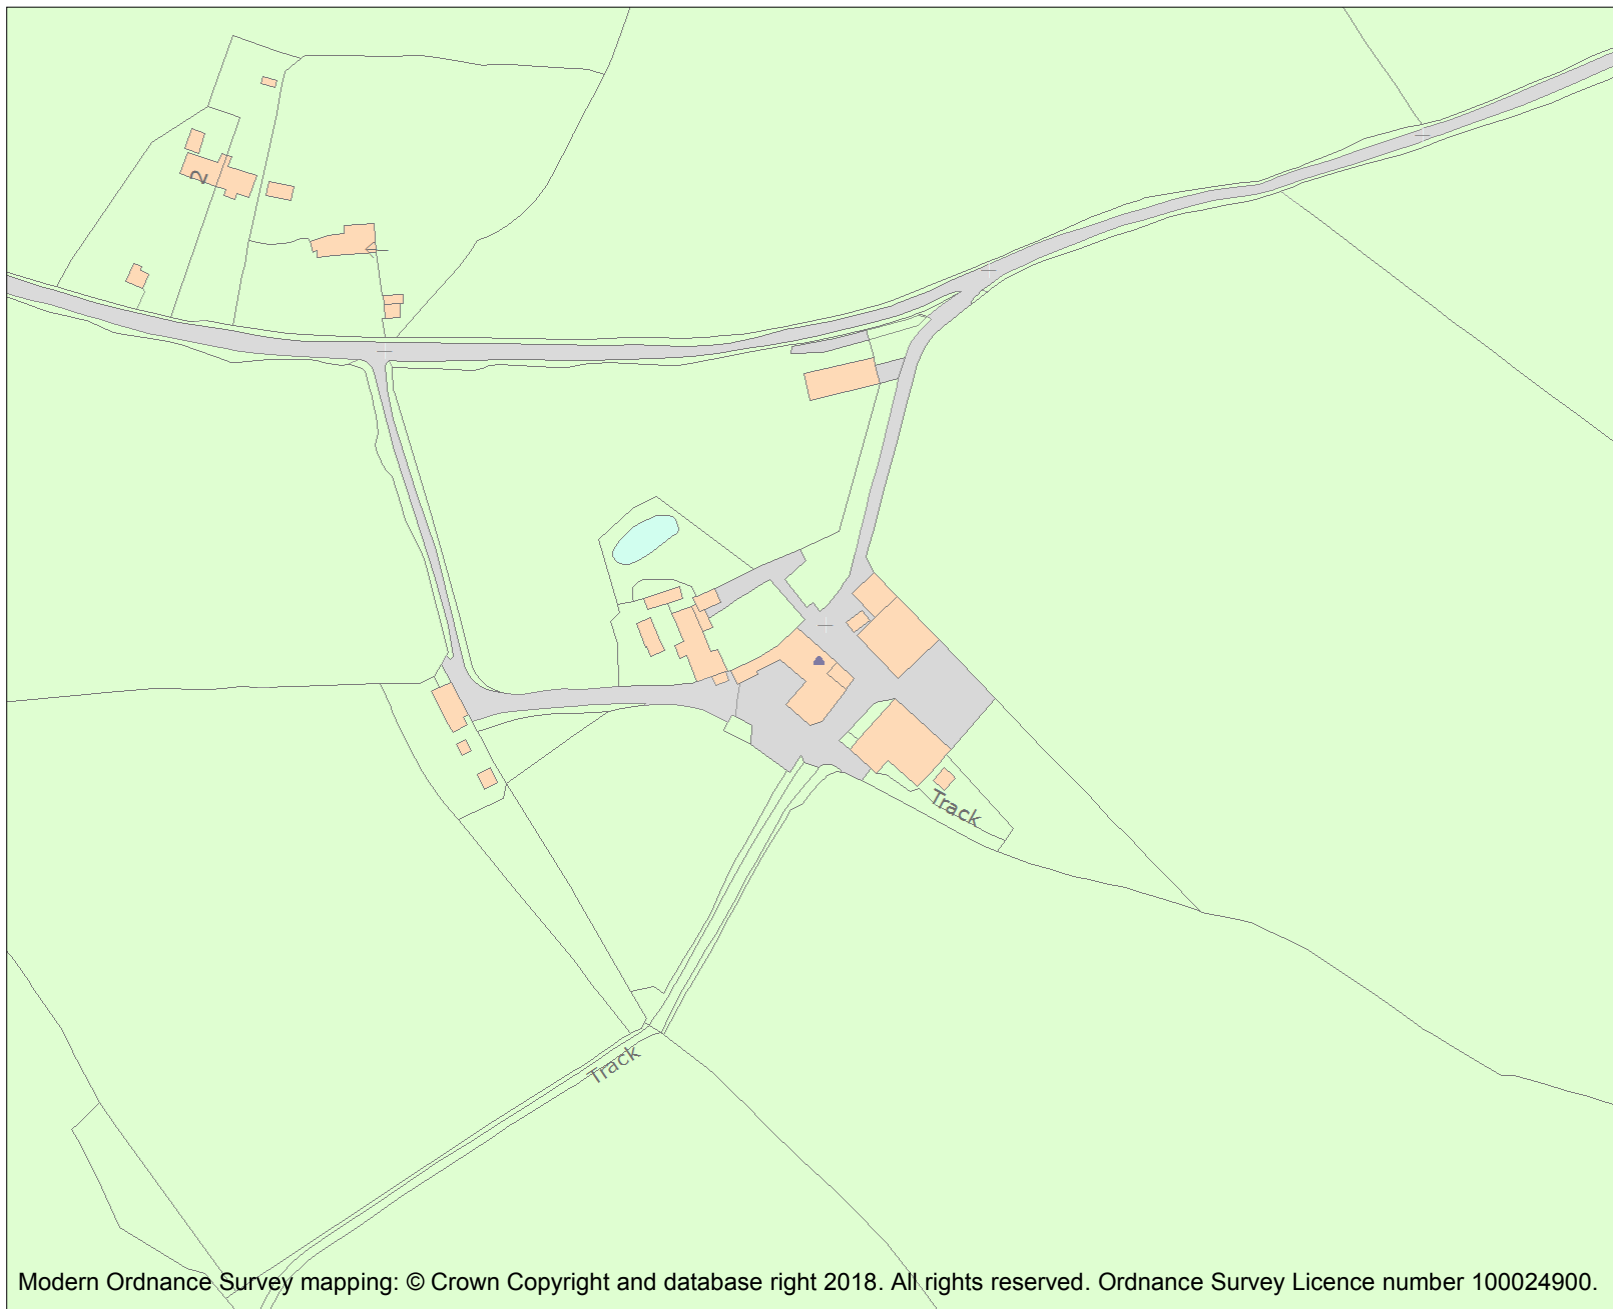 2
Track
Track
Modern Ordnance Survey mapping: © Crown Copyright and database right 2018. All rights reserved. Ordnance Survey Licence number 100024900.